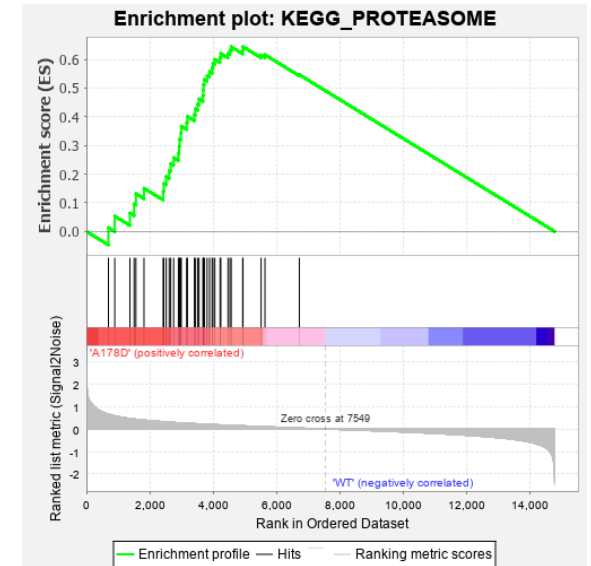 Enrichment plot: KEGG_PROTEASOME
Enrichment score (ES)
0.6
0.5
0.4
0.3
0.2
0.1
0.0
'A178D' (positively correlated)
Ranked list metric (Signal2Noise)
3
2
1
0
-1
-2
Zero cross at 7549
'WT' (negatively correlated)
0 2,000 4,000 6,000 8,000 10,000 12,000 14,000
Rank in Ordered Dataset
Enrichment profile Hits Ranking metric scores